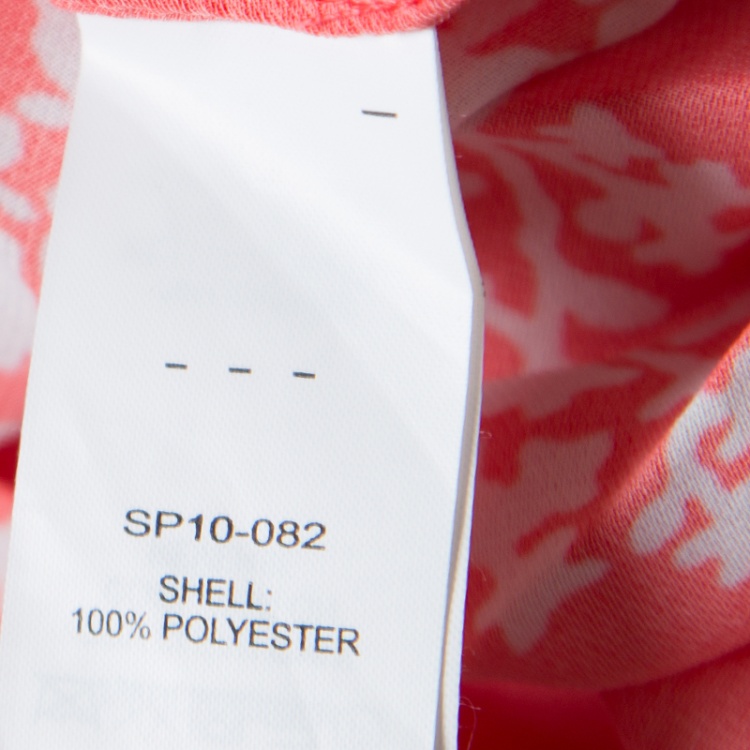 –
- - -
SP10-082
SHELL:
100% POLYESTER